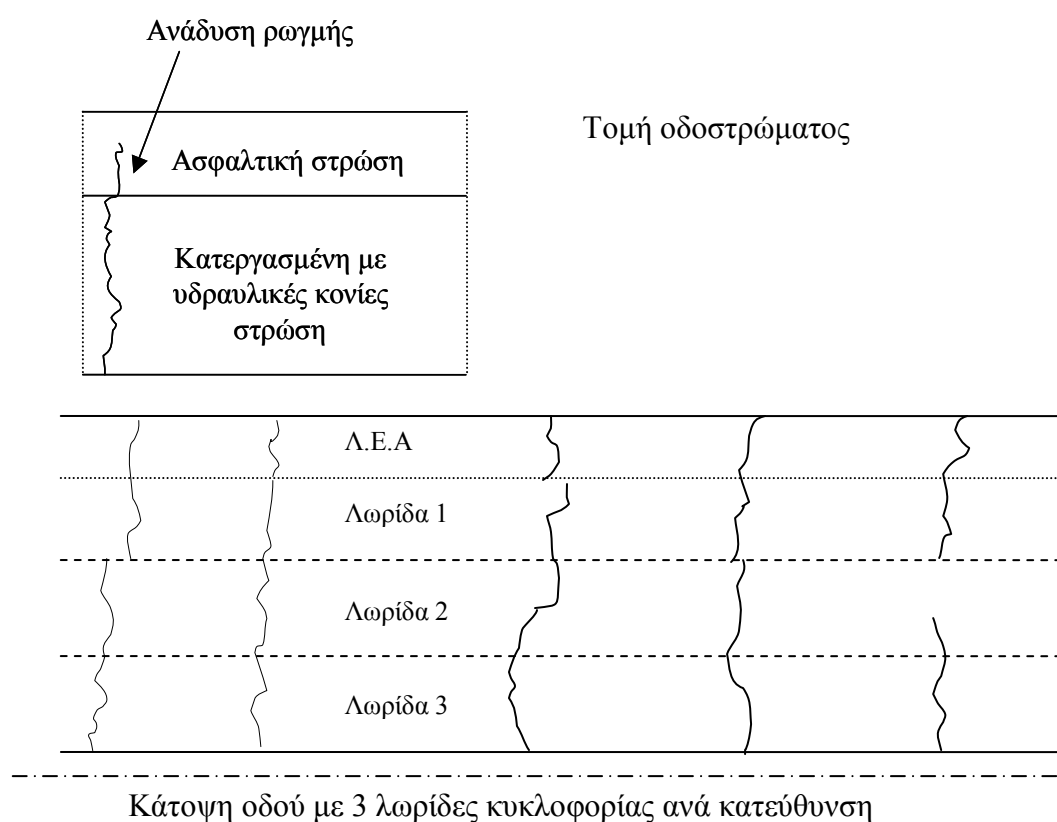 Ανάδυση ρωγμής
Τομή οδοστρώματος
Ασφαλτική στρώση
Κατεργασμένη με
υδραυλικές κονίες
στρώση
Λ.Ε.Α
Λωρίδα 1
Λωρίδα 2
Λωρίδα 3
Κάτοψη οδού με 3 λωρίδες κυκλοφορίας ανά κατεύθυνση